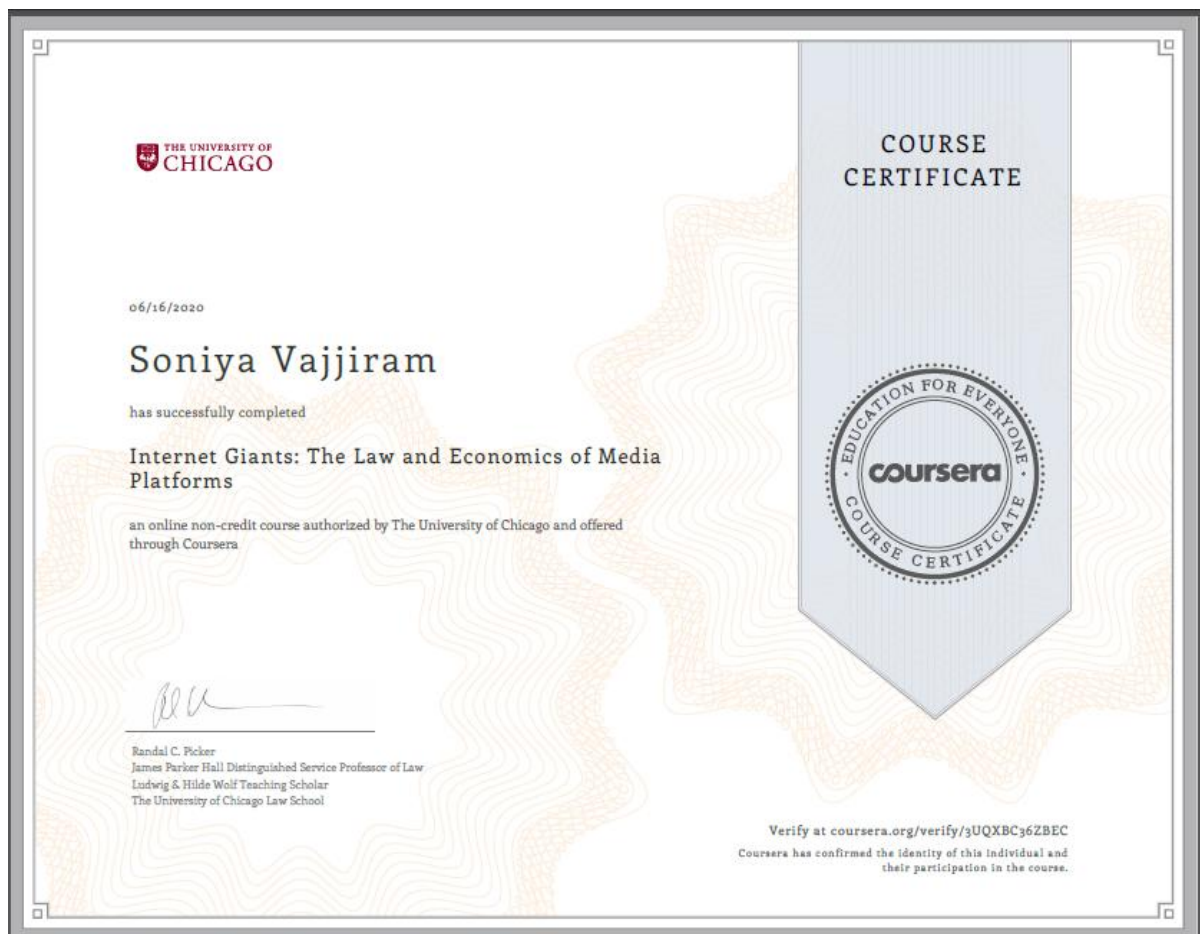 THE UNIVERSITY OF
CHICAGO
COURSE
CERTIFICATE
06/16/2020
Soniya Vajjiram
has successfully completed
Internet Giants: The Law and Economics of Media
Platforms
an online non-credit course authorized by The University of Chicago and offered
through Coursera
EDUCATION FOR EVERYONE
coursera
COURSE CERTIFICATE
Randal C. Picker
James Parker Hall Distinguished Service Professor of Law
Ludwig & Hilde Wolf Teaching Scholar
The University of Chicago Law School
Verify at coursera.org/verify/3UQXBC36ZBEC
Coursera has confirmed the identity of this individual and
their participation in the course.